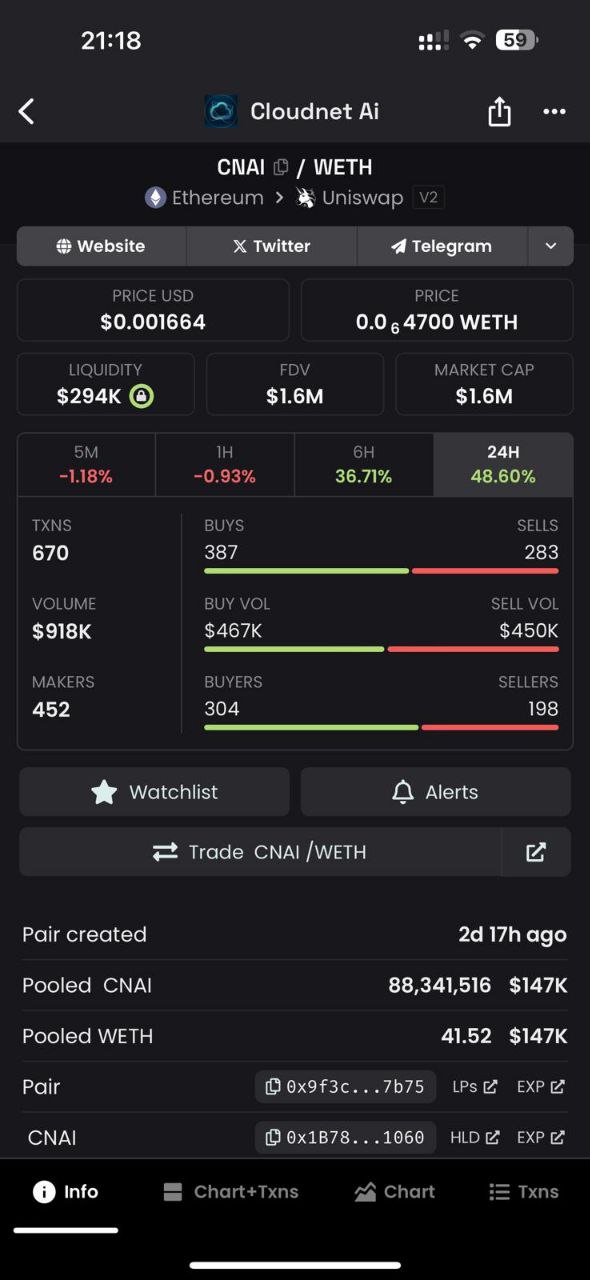 21:18 59
Cloudnet Ai
CNAI / WETH
Ethereum > Uniswap V2
Website Twitter Telegram
PRICE USD PRICE
$0.001664 0.0₆4700 WETH
LIQUIDITY FDV MARKET CAP
$294K $1.6M $1.6M
5M 1H 6H 24H
-1.18% -0.93% 36.71% 48.60%
TXNS BUYS SELLS
670 387 283
VOLUME BUY VOL SELL VOL
$918K $467K $450K
MAKERS BUYERS SELLERS
452 304 198
Watchlist Alerts
Trade CNAI /WETH
Pair created 2d 17h ago
Pooled CNAI 88,341,516 $147K
Pooled WETH 41.52 $147K
Pair 0x9f3c...7b75 LPs EXP
CNAI 0x1B78...1060 HLD EXP
Info Chart+Txns Chart Txns